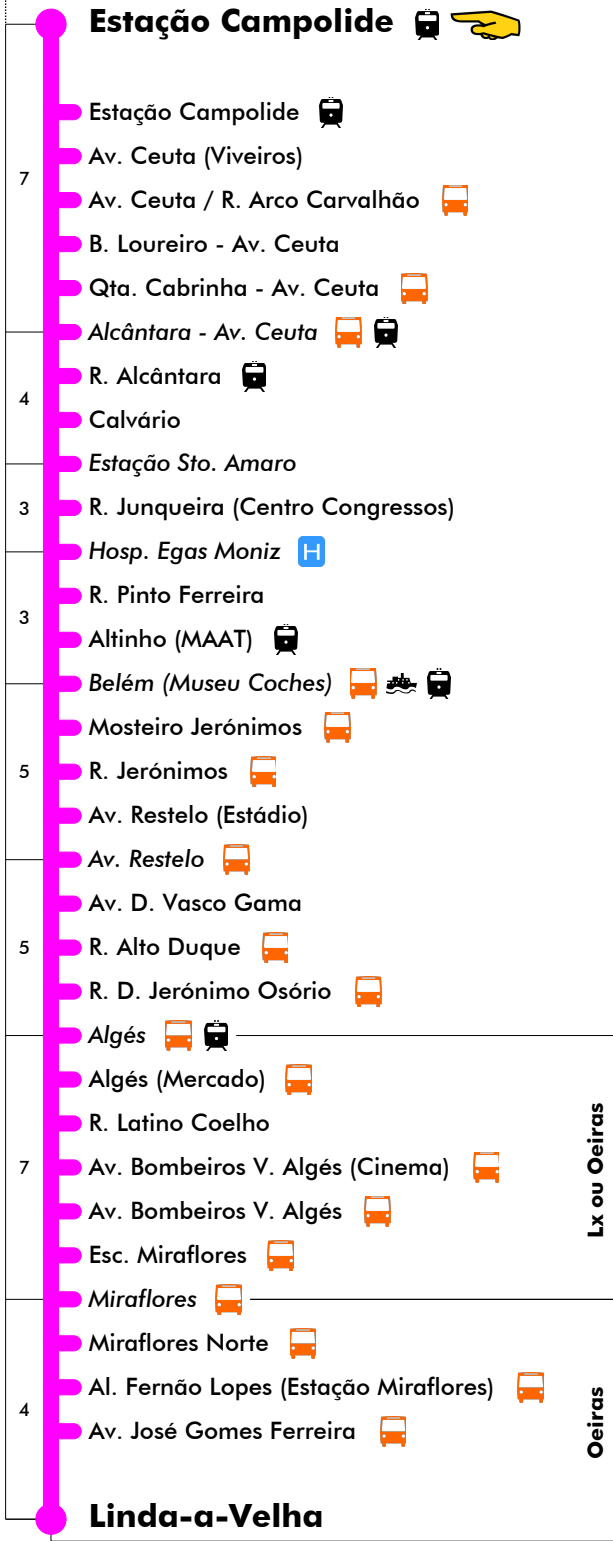 Estação Campolide
Estação Campolide
Av. Ceuta (Viveiros)
7
Av. Ceuta / R. Arco Carvalhão
B. Loureiro - Av. Ceuta
Qta. Cabrinha - Av. Ceuta
Alcântara - Av. Ceuta
R. Alcântara
4
Calvário
Estação Sto. Amaro
3
R. Junqueira (Centro Congressos)
Hosp. Egas Moniz H
R. Pinto Ferreira
3
Altinho (MAAT)
Belém (Museu Coches)
Mosteiro Jerónimos
5
R. Jerónimos
Av. Restelo (Estádio)
Av. Restelo
Av. D. Vasco Gama
5
R. Alto Duque
R. D. Jerónimo Osório
Algés
Algés (Mercado)
R. Latino Coelho
7
Av. Bombeiros V. Algés (Cinema)
Av. Bombeiros V. Algés
Esc. Miraflores
Lx ou Oeiras
Miraflores
Miraflores Norte
Al. Fernão Lopes (Estação Miraflores)
4
Av. José Gomes Ferreira
Oeiras
Linda-a-Velha